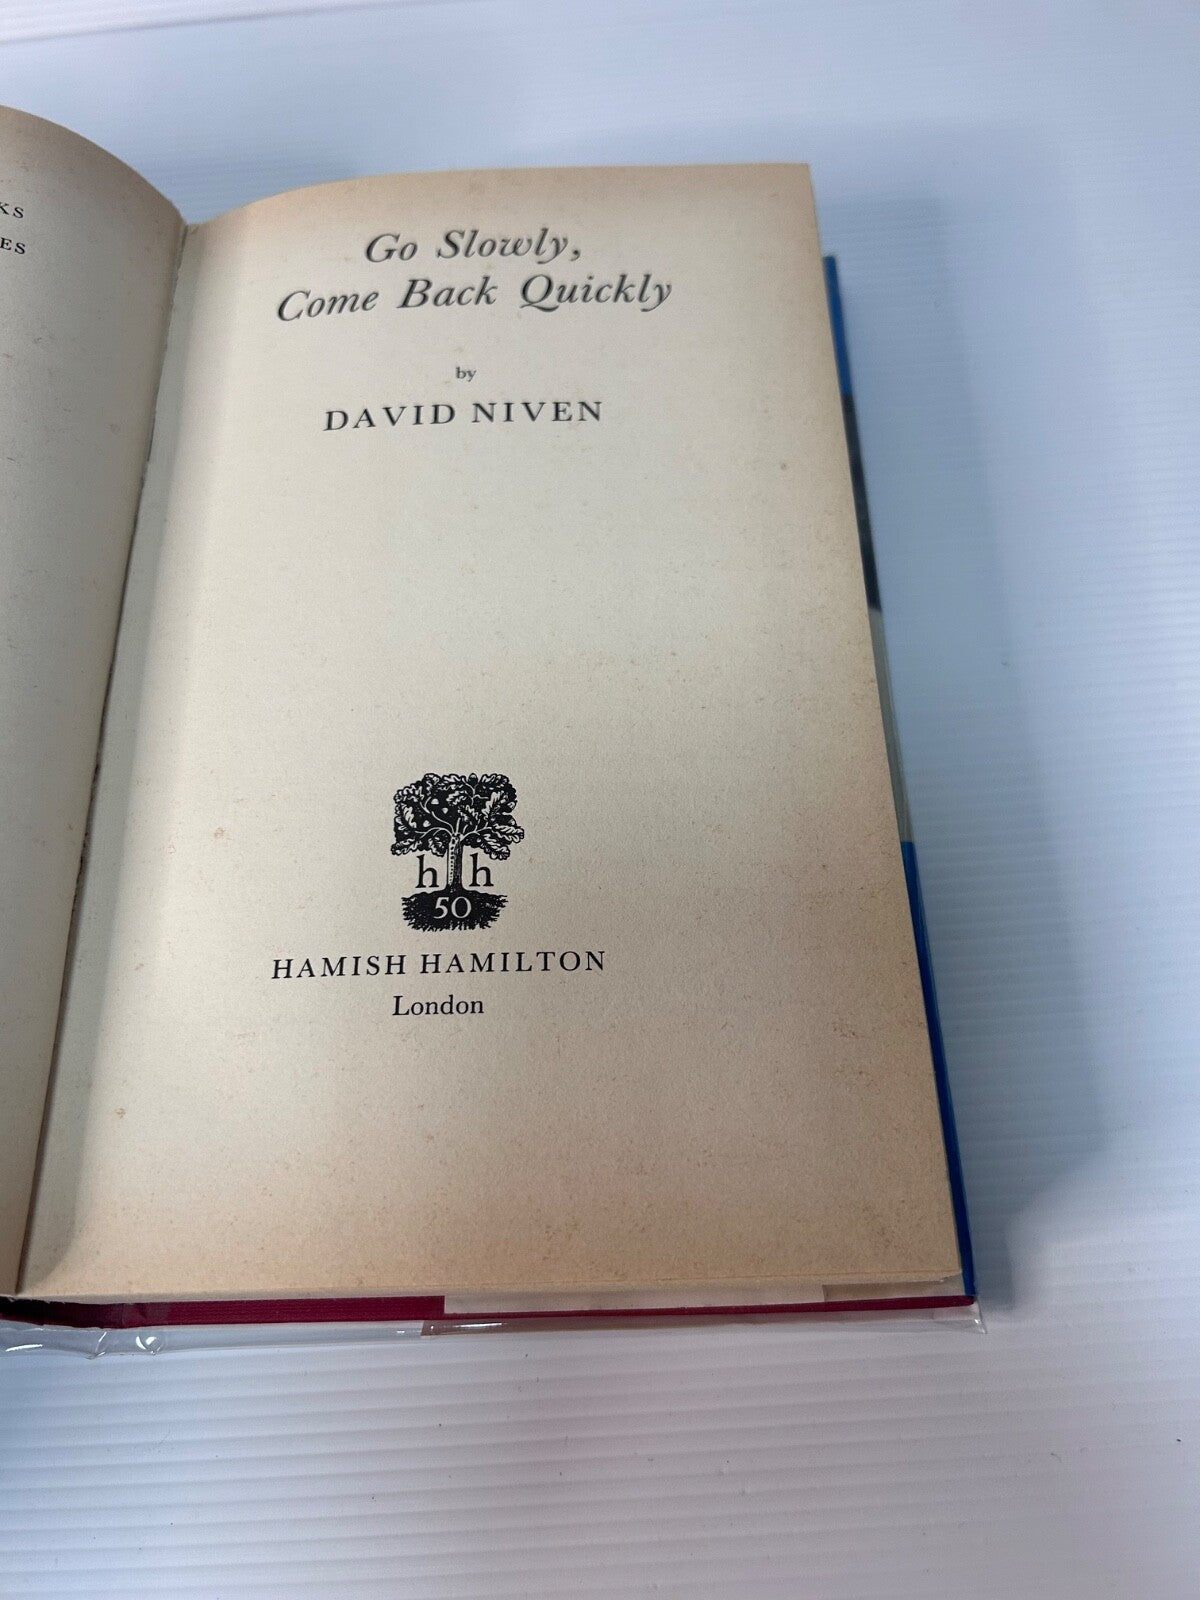 Go Slowly,
Come Back Quickly
by
DAVID NIVEN
h h
50
HAMISH HAMILTON
London